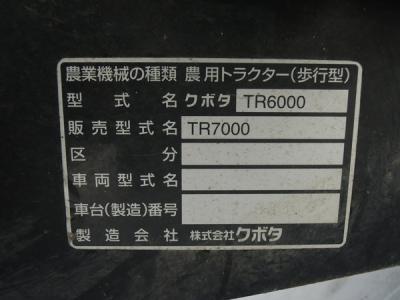 農業機械の種類 農用トラクター(歩行型)
型式名 クボタ TR6000
販売型式名 TR7000
区分
車両型式名
車台(製造)番号
製造会社 株式会社クボタ